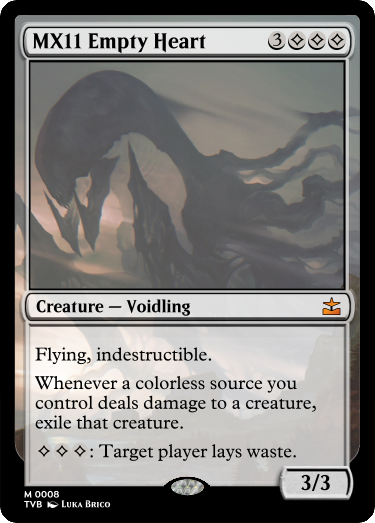 MX11 Empty Heart 3
Creature — Voidling
Flying, indestructible.
Whenever a colorless source you
control deals damage to a creature,
exile that creature.
: Target player lays waste.
3/3
M 0008
TVB Luka Brico